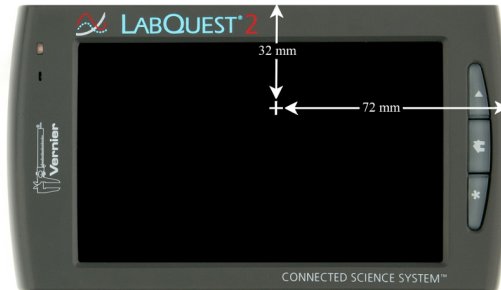 LABQUEST®2
32 mm
72 mm
Vernier
CONNECTED SCIENCE SYSTEM™